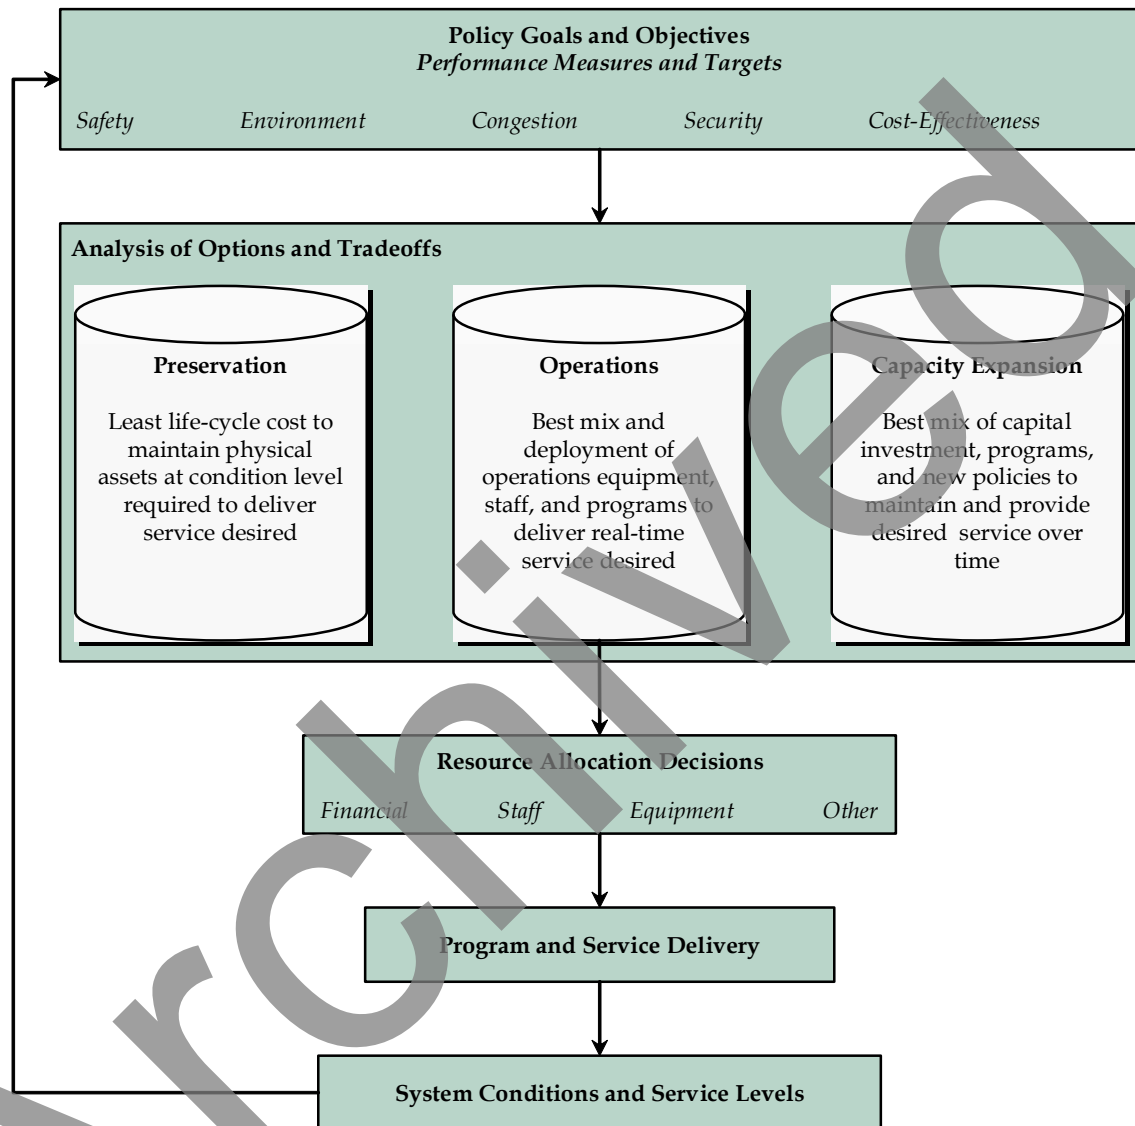 Policy Goals and Objectives
Performance Measures and Targets
Safety Environment Congestion Security Cost-Effectiveness
Analysis of Options and Tradeoffs
Preservation
Least life-cycle cost to
maintain physical
assets at condition level
required to deliver
service desired
Operations
Best mix and
deployment of
operations equipment,
staff, and programs to
deliver real-time
service desired
Capacity Expansion
Best mix of capital
investment, programs,
and new policies to
maintain and provide
desired service over
time
Resource Allocation Decisions
Financial Staff Equipment Other
Program and Service Delivery
System Conditions and Service Levels
Archived